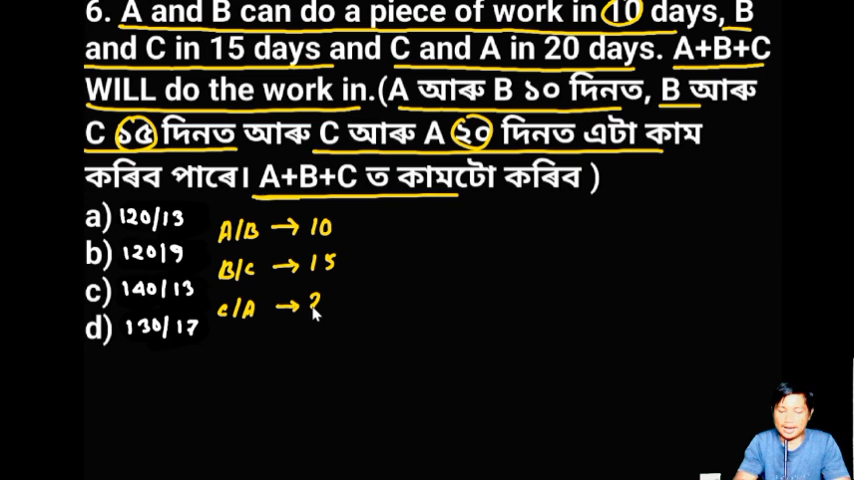 6. A and B can do a piece of work in 10 days, B
and C in 15 days and C and A in 20 days. A+B+C
WILL do the work in.(A আৰু B ১০ দিনত, B আৰু
C ১৫ দিনত আৰু C আৰু A ২০ দিনত এটা কাম
কৰিব পাৰে। A+B+C ত কামটো কৰিব )
a) 120/13 A/B → 10
b) 120/9 B/C → 15
c) 140/13 C/A → 2
d) 130/17